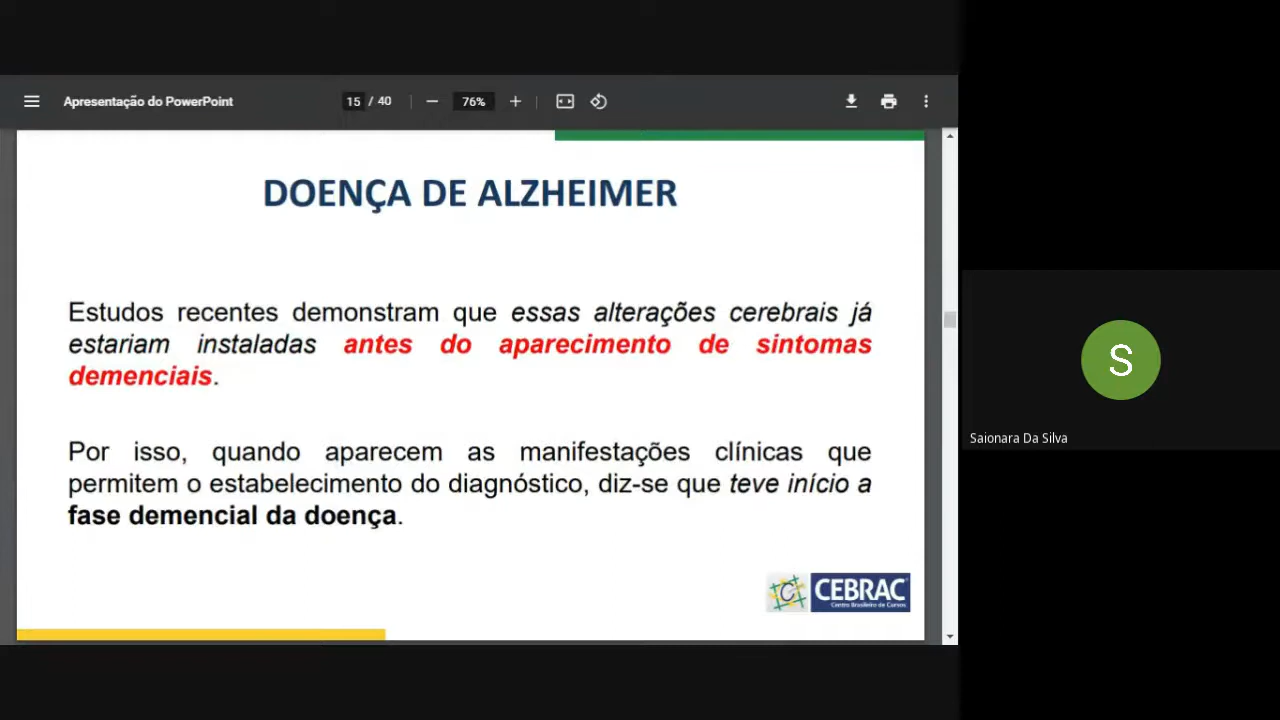 Apresentação do PowerPoint
15 / 40
76%
DOENÇA DE ALZHEIMER
Estudos recentes demonstram que essas alterações cerebrais já
estariam instaladas antes do aparecimento de sintomas
demenciais.
Por isso, quando aparecem as manifestações clínicas que
permitem o estabelecimento do diagnóstico, diz-se que teve início a
fase demencial da doença.
C CEBRAC
Centro Brasileiro de Cursos
S
Saionara Da Silva